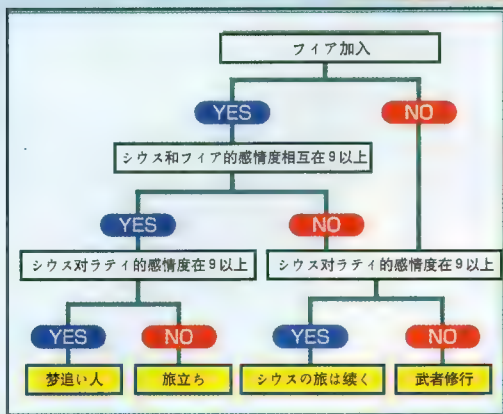 フィア加入
YES
NO
シウス和フィア的感情度相互在9以上
YES
NO
シウス对ラティ的感情度在9以上
シウス对ラティ的感情度在9以上
YES
NO
YES
NO
梦追い人
旅立ち
シウスの旅は続く
武者修行